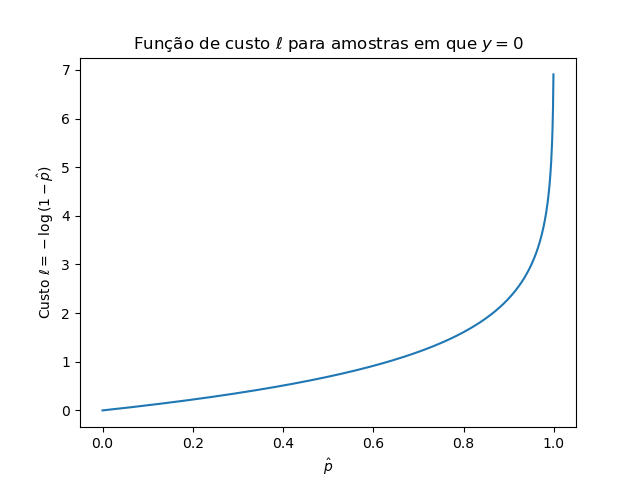 Função de custo ℓ para amostras em que y = 0
Custo ℓ = − log (1 − p̂)
7
6
5
4
3
2
1
0
0.0 0.2 0.4 0.6 0.8 1.0
p̂